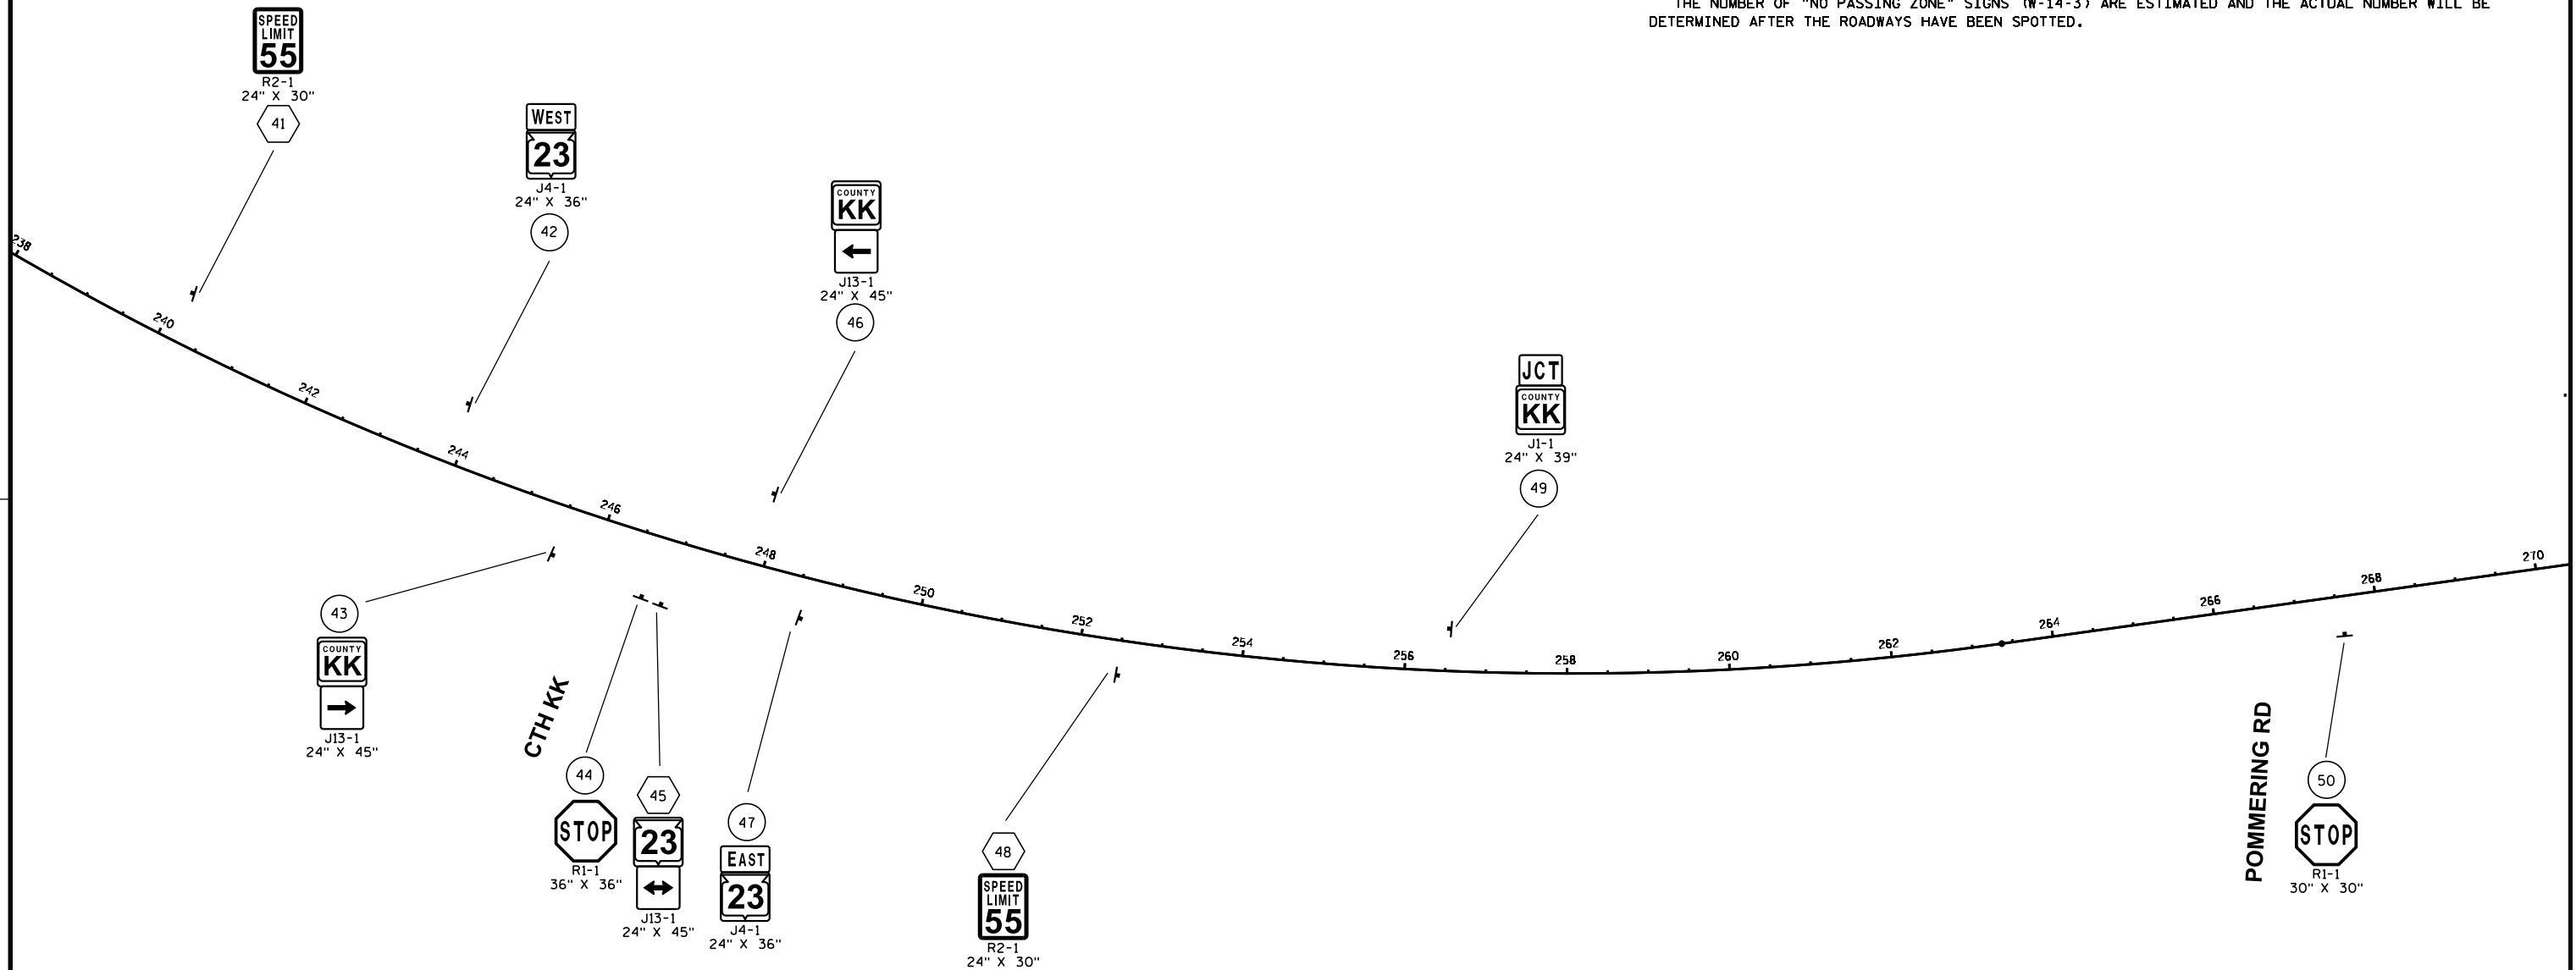 THE NUMBER OF "NO PASSING ZONE" SIGNS (W-14-3) ARE ESTIMATED AND THE ACTUAL NUMBER WILL BE
DETERMINED AFTER THE ROADWAYS HAVE BEEN SPOTTED.
SPEED
LIMIT
55
R2-1
24" X 30"
41
WEST
23
J4-1
24" X 36"
42
COUNTY
KK
J13-1
24" X 45"
46
JCT
COUNTY
KK
J1-1
24" X 39"
49
238
240
242
244
246
248
250
252
254
256
258
260
262
264
266
268
270
43
COUNTY
KK
J13-1
24" X 45"
CTH KK
44
STOP
R1-1
36" X 36"
45
23
J13-1
24" X 45"
47
EAST
23
J4-1
24" X 36"
48
SPEED
LIMIT
55
R2-1
24" X 30"
POMMERING RD
50
STOP
R1-1
30" X 30"